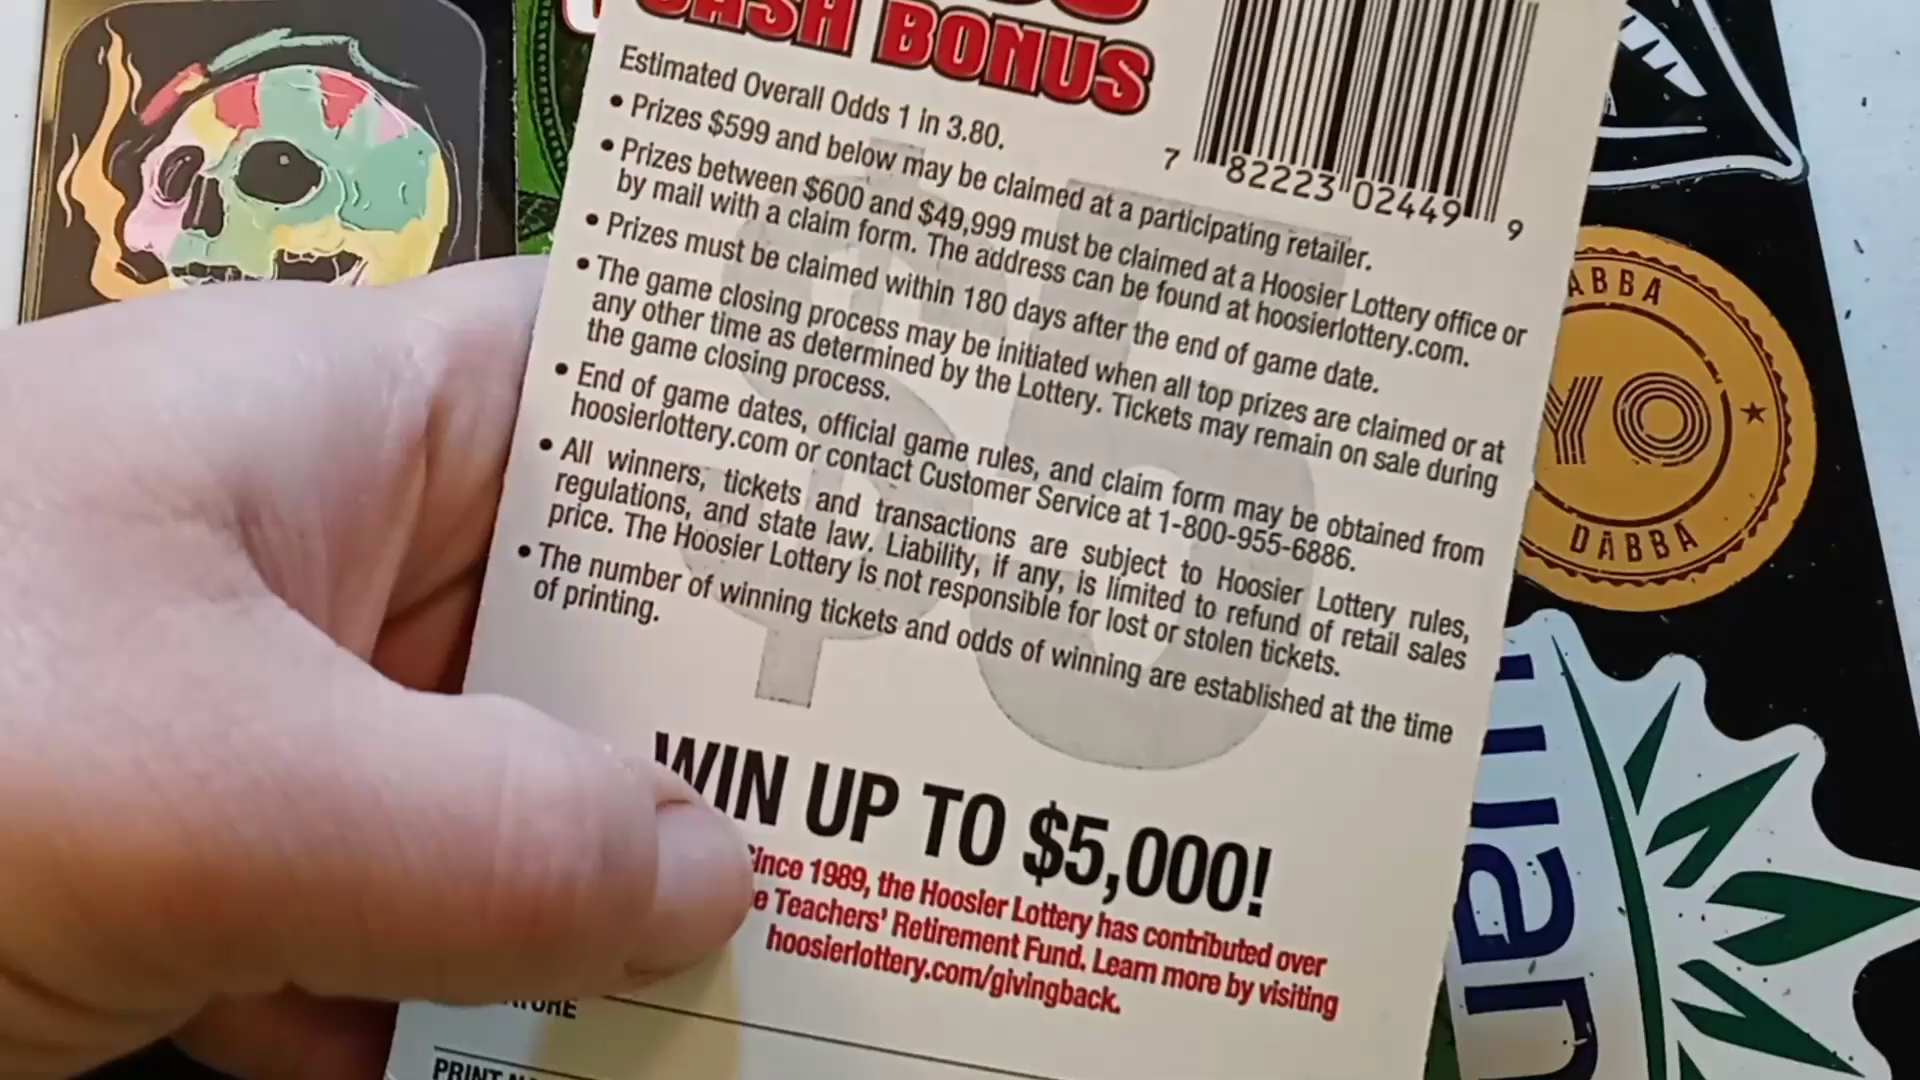 CASH BONUS
Estimated Overall Odds 1 in 3.80.
• Prizes $599 and below may be claimed at a participating retailer.
• Prizes between $600 and $49,999 must be claimed at a Hoosier Lottery office or
by mail with a claim form. The address can be found at hoosierlottery.com.
• Prizes must be claimed within 180 days after the end of game date.
• The game closing process may be initiated when all top prizes are claimed or at
any other time as determined by the Lottery. Tickets may remain on sale during
the game closing process.
• End of game dates, official game rules, and claim form may be obtained from
hoosierlottery.com or contact Customer Service at 1-800-955-6886.
• All winners, tickets and transactions are subject to Hoosier Lottery rules,
regulations, and state law. Liability, if any, is limited to refund of retail sales
price. The Hoosier Lottery is not responsible for lost or stolen tickets.
• The number of winning tickets and odds of winning are established at the time
of printing.
$5
WIN UP TO $5,000!
Since 1989, the Hoosier Lottery has contributed over
Teachers' Retirement Fund. Learn more by visiting
hoosierlottery.com/givingback.
PRINT
7 82223 02449 9
DABBA
YO
DABBA